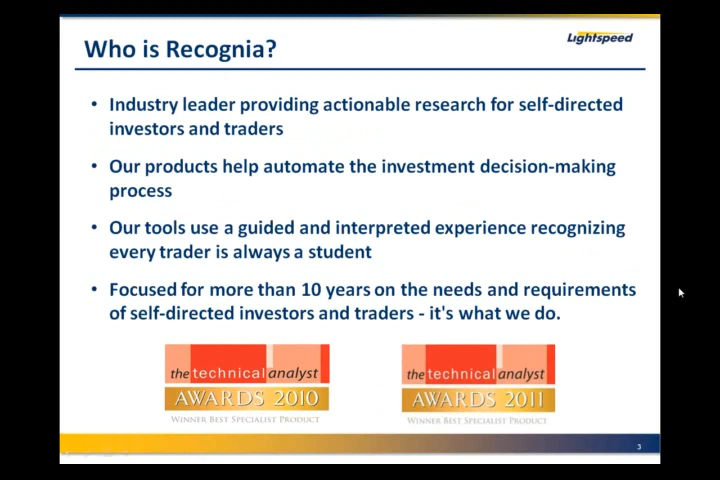 Who is Recognia?
Lightspeed
• Industry leader providing actionable research for self-directed
investors and traders
• Our products help automate the investment decision-making
process
• Our tools use a guided and interpreted experience recognizing
every trader is always a student
• Focused for more than 10 years on the needs and requirements
of self-directed investors and traders - it's what we do.
the technical analyst
AWARDS 2010
WINNER BEST SPECIALIST PRODUCT
the technical analyst
AWARDS 2011
WINNER BEST SPECIALIST PRODUCT
3